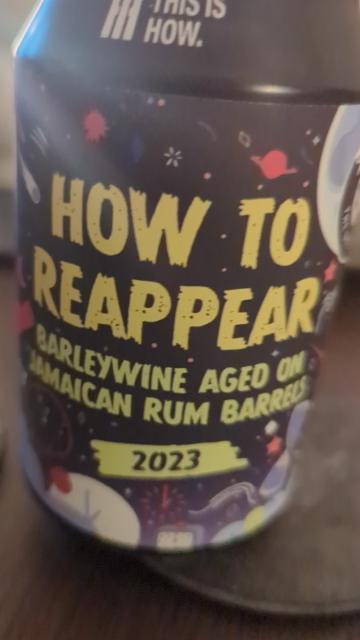 THIS IS
HOW.
HOW TO
REAPPEAR
BARLEYWINE AGED ON
JAMAICAN RUM BARRELS
2023